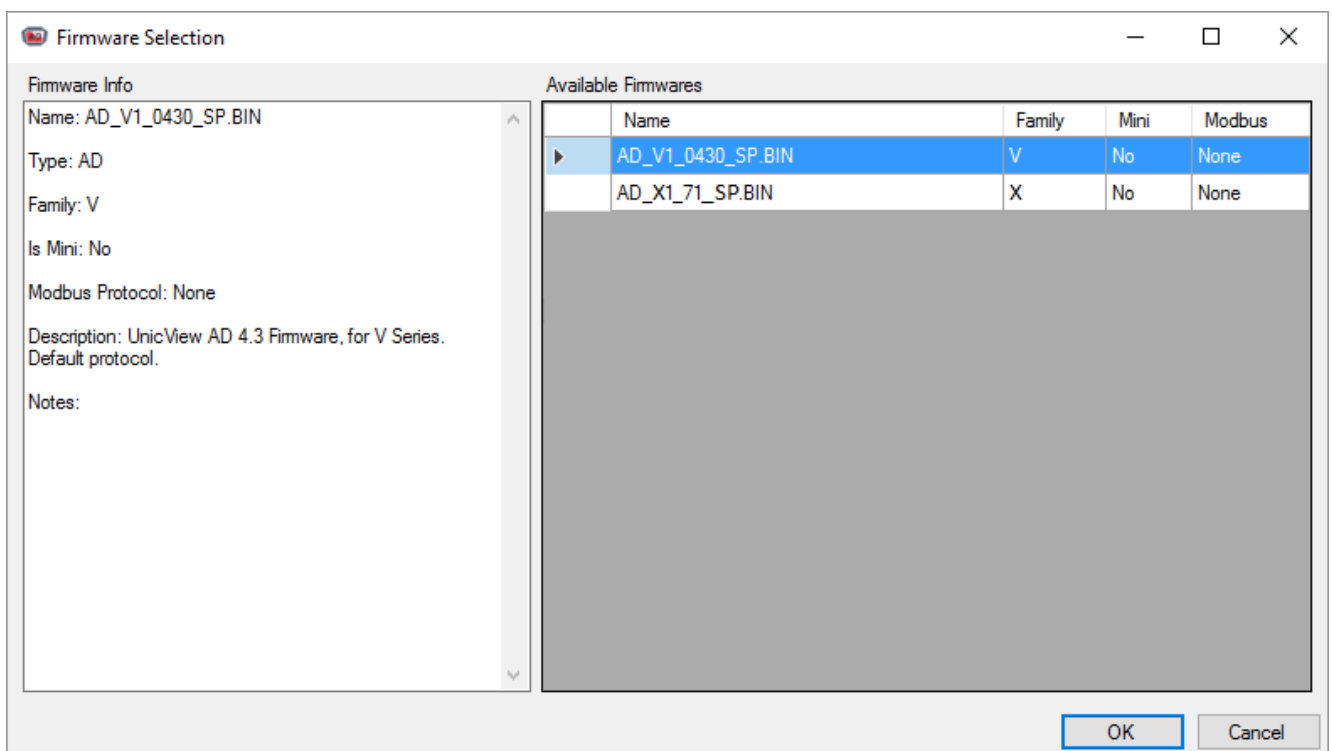 Firmware Selection
Firmware Info
Name: AD_V1_0430_SP.BIN
Type: AD
Family: V
Is Mini: No
Modbus Protocol: None
Description: UnicView AD 4.3 Firmware, for V Series.
Default protocol.
Notes:
Available Firmwares
Name Family Mini Modbus
AD_V1_0430_SP.BIN V No None
AD_X1_71_SP.BIN X No None
OK Cancel